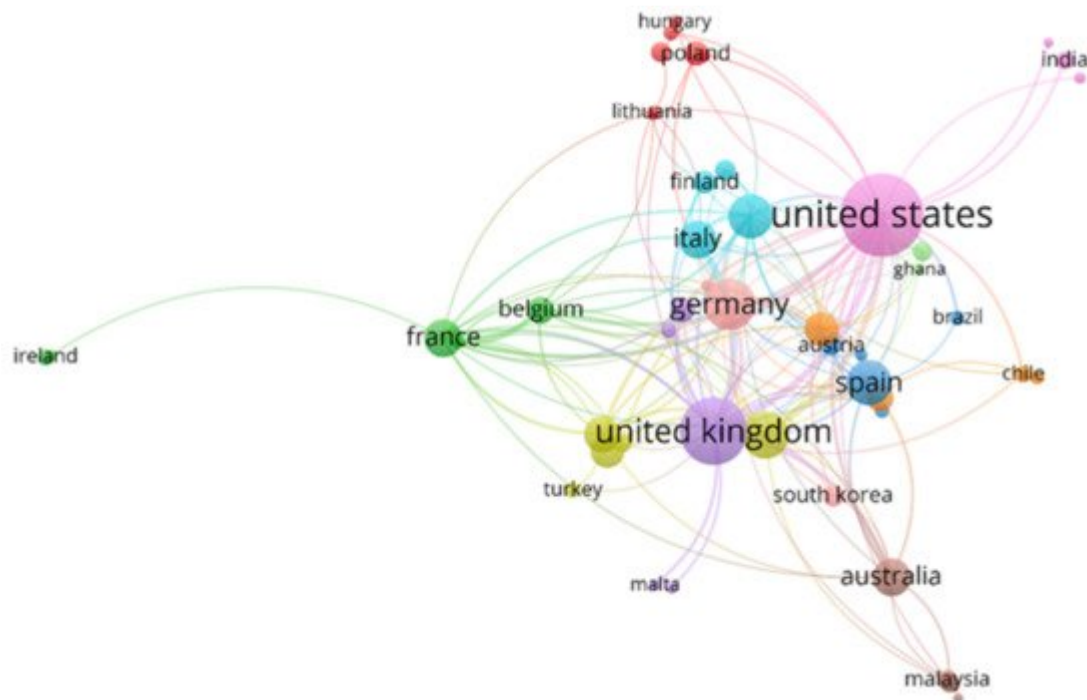 hungary
poland
india
lithuania
finland
united states
italy
ghana
germany
belgium
brazil
france
austria
ireland
chile
spain
united kingdom
turkey
south korea
australia
malta
malaysia